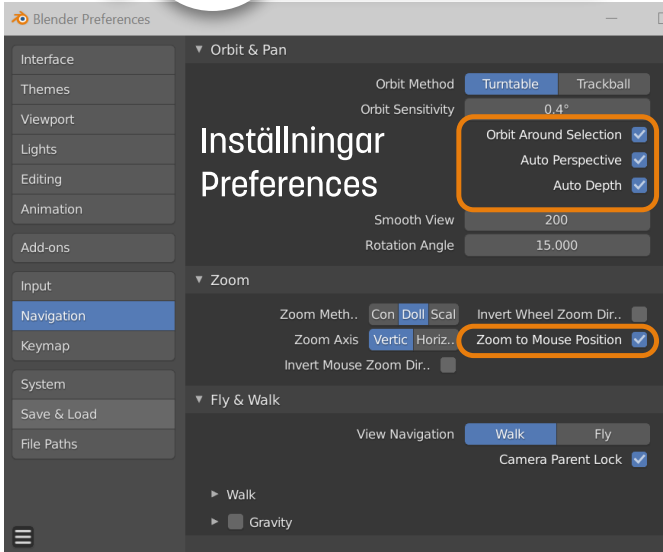 Blender Preferences
Interface
Themes
Viewport
Lights
Editing
Animation
Add-ons
Input
Navigation
Keymap
System
Save & Load
File Paths
Orbit & Pan
Orbit Method Turntable Trackball
Orbit Sensitivity 0.4°
Orbit Around Selection
Auto Perspective
Auto Depth
Inställningar
Preferences
Smooth View 200
Rotation Angle 15.000
Zoom
Zoom Meth.. Con Doll Scal Invert Wheel Zoom Dir..
Zoom Axis Vertic Horiz.. Zoom to Mouse Position
Invert Mouse Zoom Dir..
Fly & Walk
View Navigation Walk Fly
Camera Parent Lock
Walk
Gravity